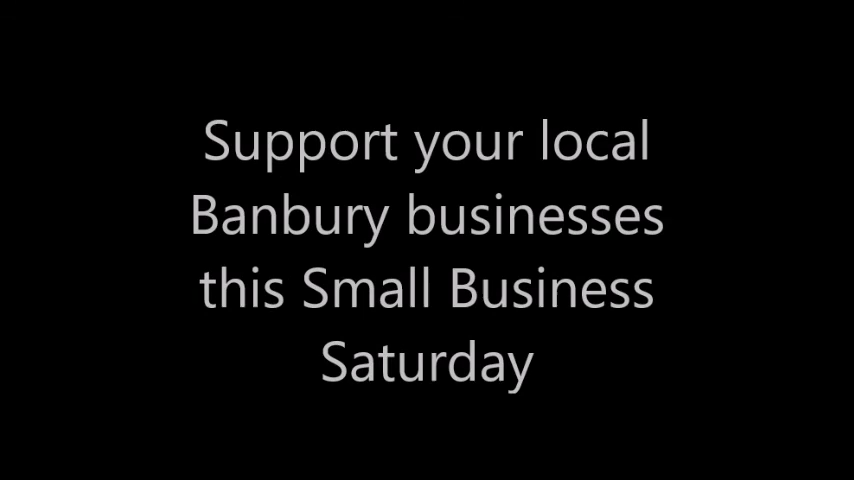 Support your local
Banbury businesses
this Small Business
Saturday